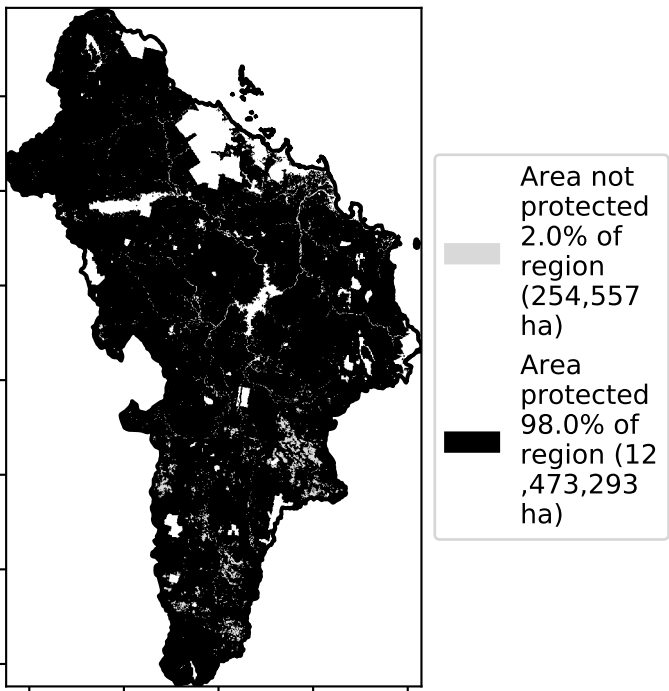 Area not
protected
2.0% of
region
(254,557
ha)
Area
protected
98.0% of
region (12
,473,293
ha)